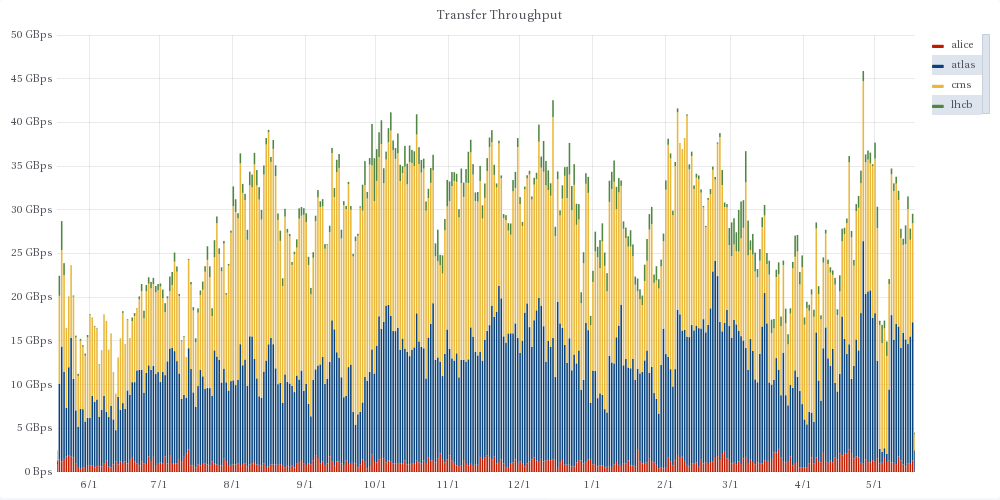 Transfer Throughput
50 GBps
45 GBps
40 GBps
35 GBps
30 GBps
25 GBps
20 GBps
15 GBps
10 GBps
5 GBps
0 Bps
6/1
7/1
8/1
9/1
10/1
11/1
12/1
1/1
2/1
3/1
4/1
5/1
alice
atlas
cms
lhcb